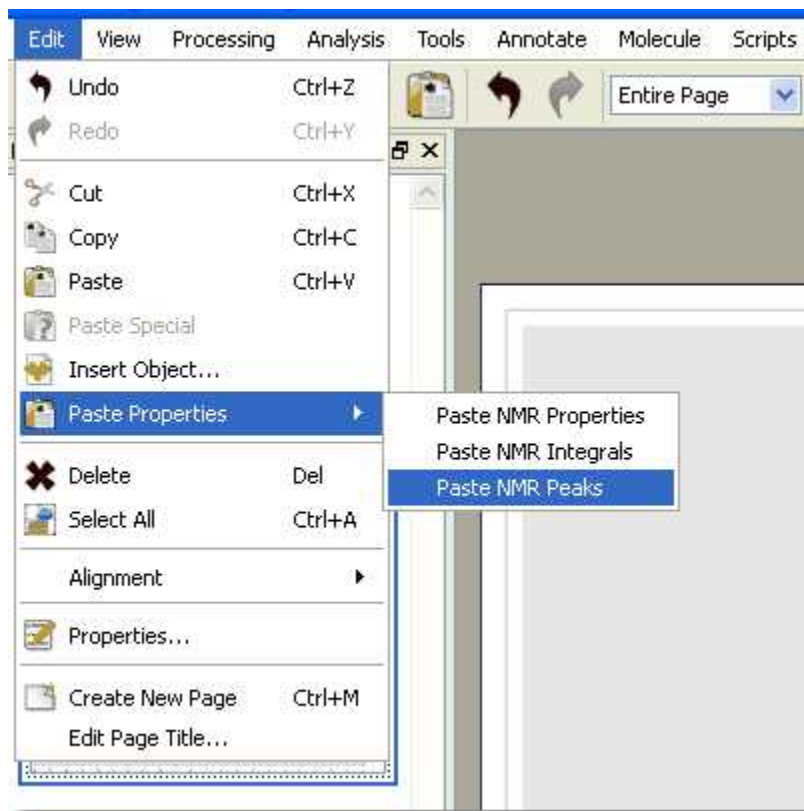 Edit View Processing Analysis Tools Annotate Molecule Scripts
Undo Ctrl+Z
Entire Page
Redo Ctrl+Y
Cut Ctrl+X
Copy Ctrl+C
Paste Ctrl+V
Paste Special
Insert Object...
Paste Properties
Paste NMR Properties
Paste NMR Integrals
Paste NMR Peaks
Delete Del
Select All Ctrl+A
Alignment
Properties...
Create New Page Ctrl+M
Edit Page Title...